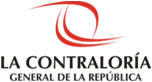 LA CONTRALORÍA
GENERAL DE LA REPÚBLICA